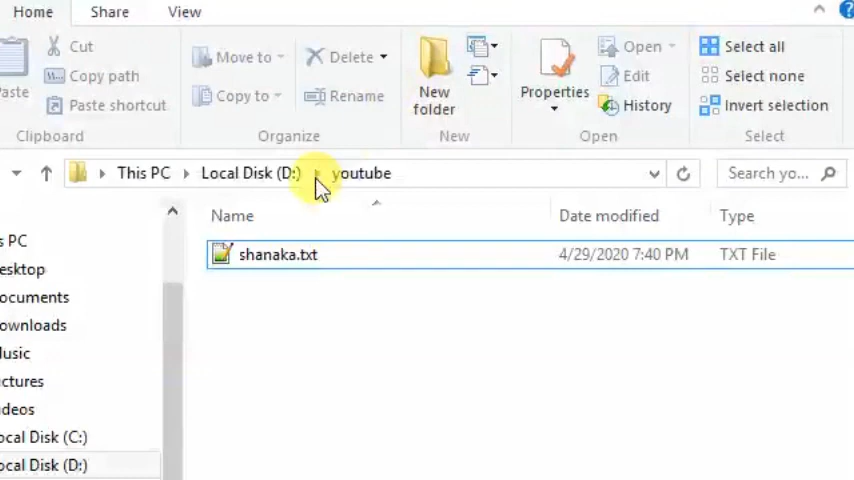 Home Share View
Cut
Copy path
Paste shortcut
Clipboard
Move to
Copy to
Delete
Rename
Organize
New
folder
New
Properties
Open
Edit
History
Open
Select all
Select none
Invert selection
Select
This PC Local Disk (D:) youtube
Search yo...
Name Date modified Type
shanaka.txt 4/29/2020 7:40 PM TXT File
s PC
esktop
ocuments
ownloads
usic
ctures
deos
ocal Disk (C:)
ocal Disk (D:)